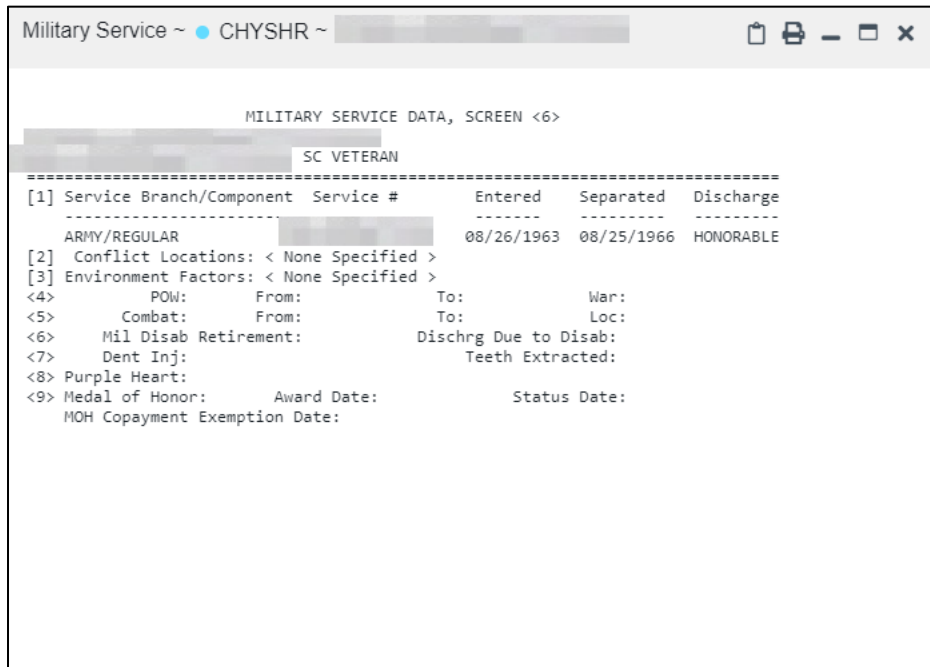 Military Service ~ CHYSHR ~
MILITARY SERVICE DATA, SCREEN <6>
SC VETERAN
===============================================================================
[1] Service Branch/Component Service # Entered Separated Discharge
----------------------- ------- --------- ---------
ARMY/REGULAR 08/26/1963 08/25/1966 HONORABLE
[2] Conflict Locations: < None Specified >
[3] Environment Factors: < None Specified >
<4> POW: From: To: War:
<5> Combat: From: To: Loc:
<6> Mil Disab Retirement: Dischrg Due to Disab:
<7> Dent Inj: Teeth Extracted:
<8> Purple Heart:
<9> Medal of Honor: Award Date: Status Date:
MOH Copayment Exemption Date: